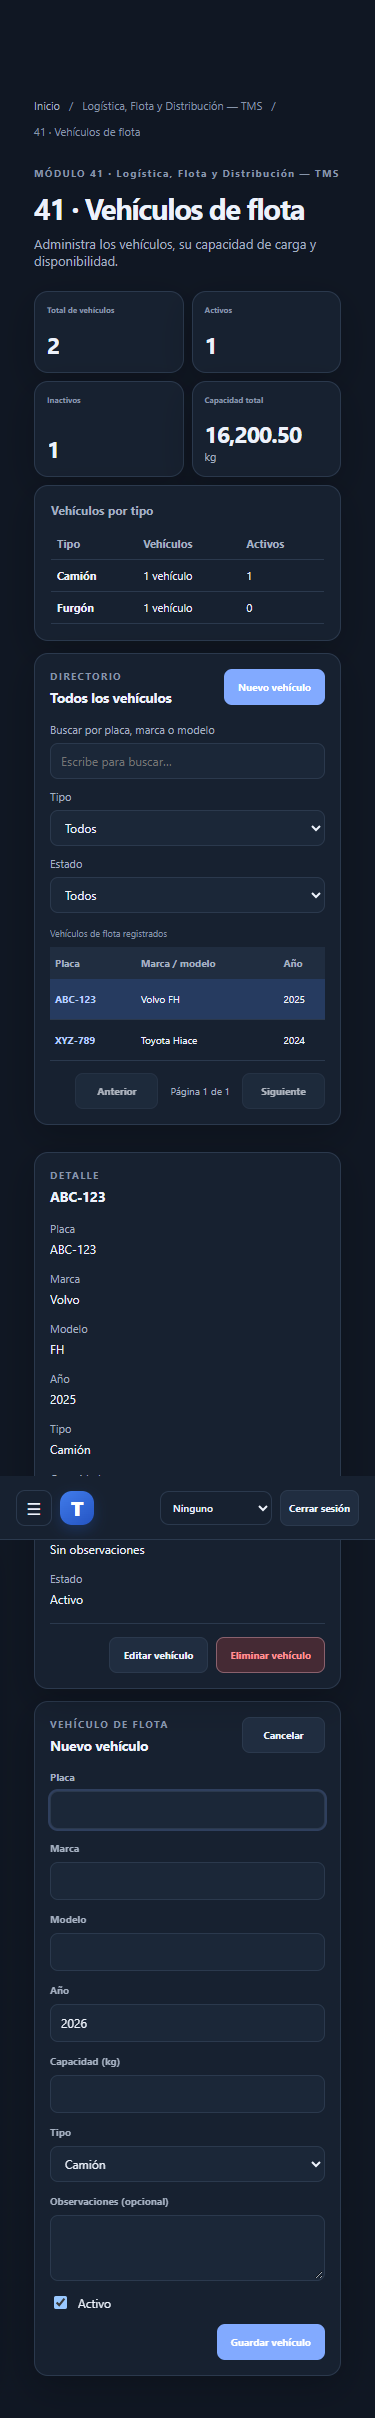 Inicio / Logística, Flota y Distribución — TMS /
41 · Vehículos de flota
MÓDULO 41 · Logística, Flota y Distribución — TMS
41 · Vehículos de flota
Administra los vehículos, su capacidad de carga y
disponibilidad.
Total de vehículos
2
Activos
1
Inactivos
1
Capacidad total
16,200.50
kg
Vehículos por tipo
Tipo Vehículos Activos
Camión 1 vehículo 1
Furgón 1 vehículo 0
DIRECTORIO
Todos los vehículos
Nuevo vehículo
Buscar por placa, marca o modelo
Escribe para buscar...
Tipo
Todos
Estado
Todos
Vehículos de flota registrados
Placa Marca / modelo Año
ABC-123 Volvo FH 2025
XYZ-789 Toyota Hiace 2024
Anterior Página 1 de 1 Siguiente
DETALLE
ABC-123
Placa
ABC-123
Marca
Volvo
Modelo
FH
Año
2025
Tipo
Camión
☰ T Ninguno Cerrar sesión
Sin observaciones
Estado
Activo
Editar vehículo Eliminar vehículo
VEHÍCULO DE FLOTA
Nuevo vehículo
Cancelar
Placa
Marca
Modelo
Año
2026
Capacidad (kg)
Tipo
Camión
Observaciones (opcional)
Activo
Guardar vehículo